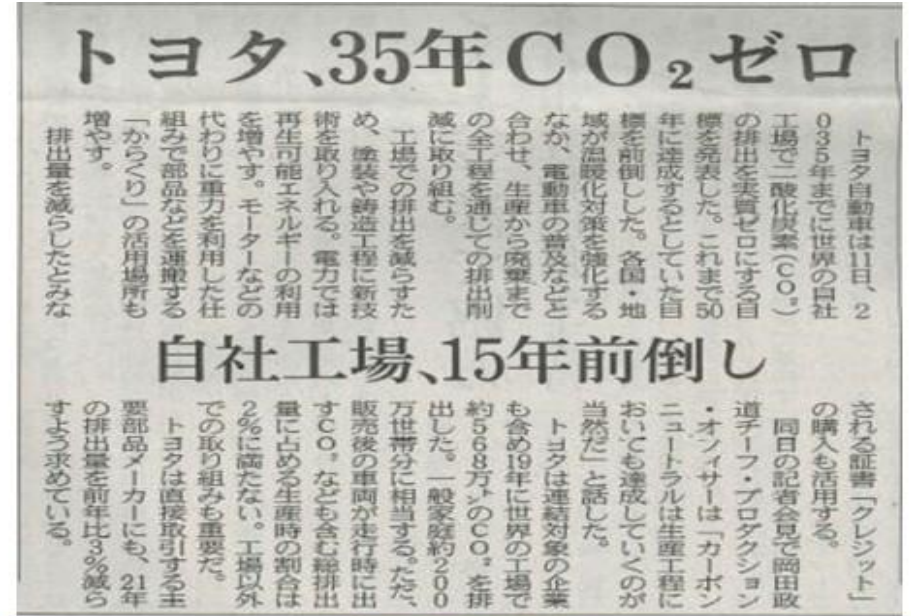 トヨタ、35年CO₂ゼロ
トヨタ自動車は11日、2
035年までに世界の自社
工場で二酸化炭素(CO₂)
の排出を実質ゼロにする目
標を発表した。これまで50
年に達成するとしていた目
標を前倒しした。各国・地
域が温暖化対策を強化する
なか、電動車の普及などと
合わせ、生産から廃棄まで
の全工程を通しての排出削
減に取り組む。
工場での排出を減らすた
め、塗装や鋳造工程に新技
術を取り入れる。電力では
再生可能エネルギーの利用
を増やす。モーターなどの
代わりに重力を利用した仕
組みで部品などを運搬する
「からくり」の活用場所も
増やす。
排出量を減らしたとみな
自社工場、15年前倒し
される証書「クレジット」
の購入も活用する。
同日の記者会見で岡田政
道チーフ・プロダクション
・オフィサーは「カーボン
ニュートラルは生産工程に
おいても達成していくのが
当然だ」と話した。
トヨタは連結対象の企業
も含め19年に世界の工場で
約568万㌧のCO₂を排
出した。一般家庭約200
万世帯分に相当する。ただ、
販売後の車両が走行時に出
すCO₂なども含む総排出
量に占める生産時の割合は
2%に満たない。工場以外
での取り組みも重要だ。
トヨタは直接取引する主
要部品メーカーにも、21年
の排出量を前年比3%減ら
すよう求めている。